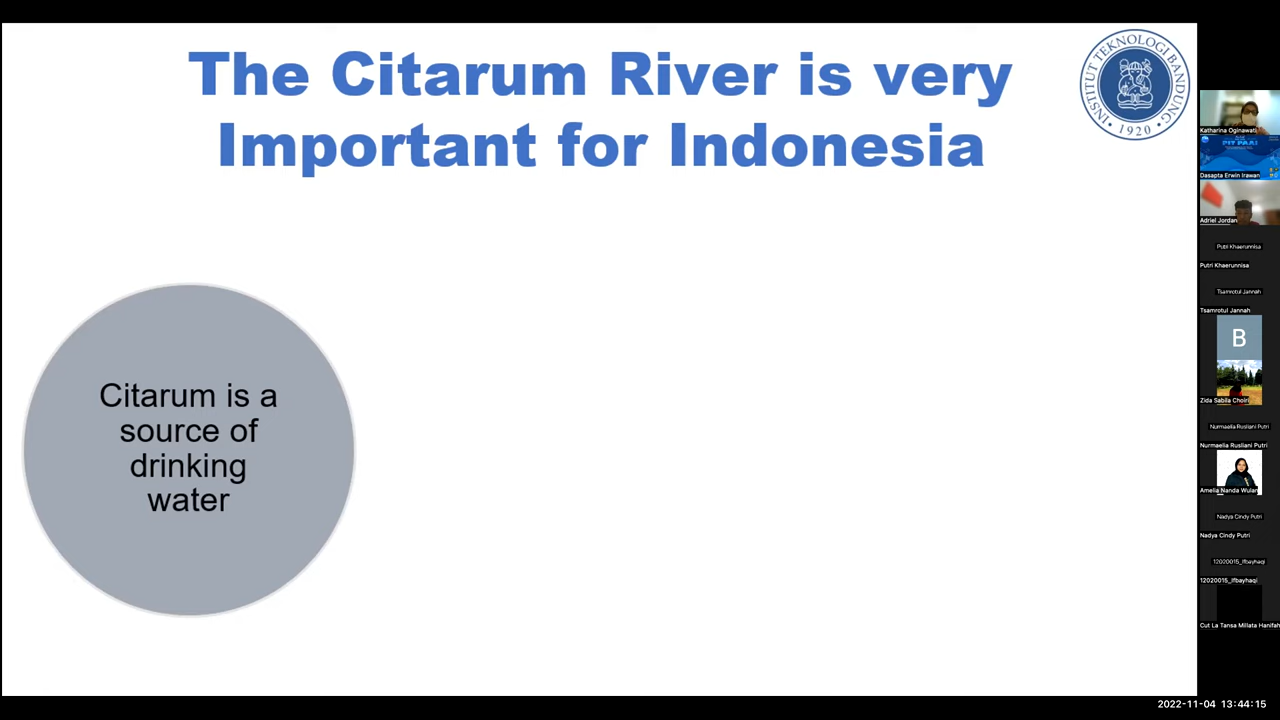 The Citarum River is very
Important for Indonesia
INSTITUT TEKNOLOGI BANDUNG
• 1920 •
Citarum is a
source of
drinking
water
Katharina Oginawati
PIT PAAI
Dasapta Erwin Irawan
Adriel Jordan
Putri Khaerunnisa
Putri Khaerunnisa
Tsamrotul Jannah
Tsamrotul Jannah
B
Zida Sabila Choiri
Nurmaelia Rusliani Putri
Nurmaelia Rusliani Putri
Amelia Nanda Wulan
Nadya Cindy Putri
Nadya Cindy Putri
12020015_Ifbayhaqi
12020015_Ifbayhaqi
Cut La Tansa Millata Hanifah
2022-11-04 13:44:15